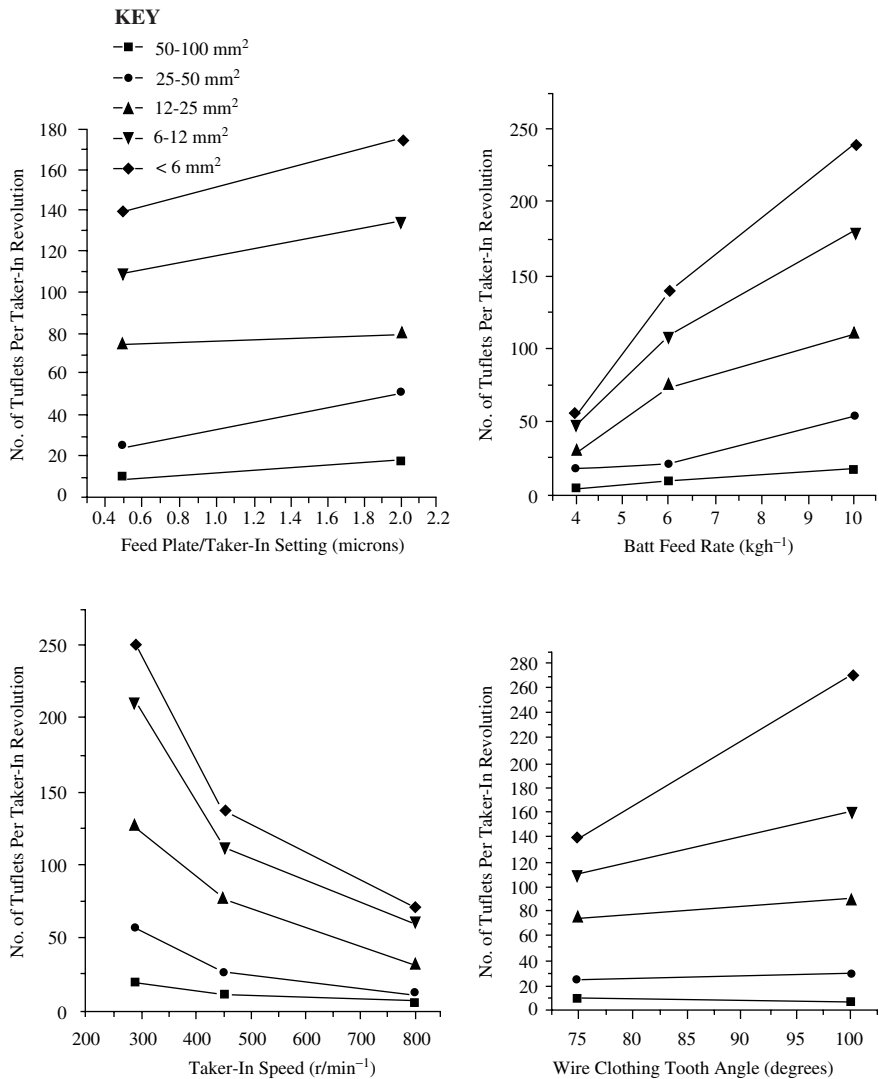 KEY
50-100 mm²
25-50 mm²
12-25 mm²
6-12 mm²
< 6 mm²
No. of Tuflets Per Taker-In Revolution
180
160
140
120
100
80
60
40
20
0
0.4 0.6 1.0 1.2 1.4 1.6 1.8 2.0 2.2
Feed Plate/Taker-In Setting (microns)
No. of Tuflets Per Taker-In Revolution
250
200
150
100
50
0
4 5 6 7 8 9 10
Batt Feed Rate (kgh⁻¹)
No. of Tuflets Per Taker-In Revolution
250
200
150
100
50
0
200 300 400 500 600 700 800
Taker-In Speed (r/min⁻¹)
No. of Tuflets Per Taker-In Revolution
280
260
240
220
200
180
160
140
120
100
80
60
40
20
0
75 80 85 90 95 100
Wire Clothing Tooth Angle (degrees)